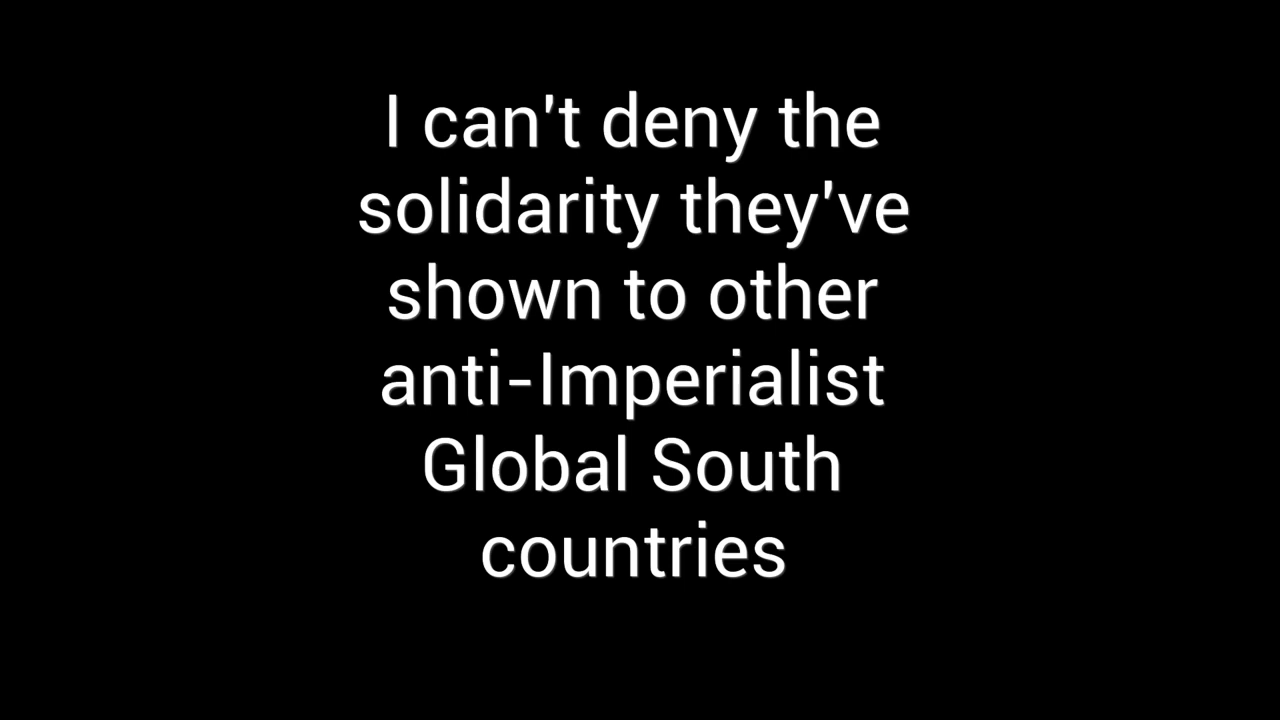 I can't deny the
solidarity they've
shown to other
anti-Imperialist
Global South
countries